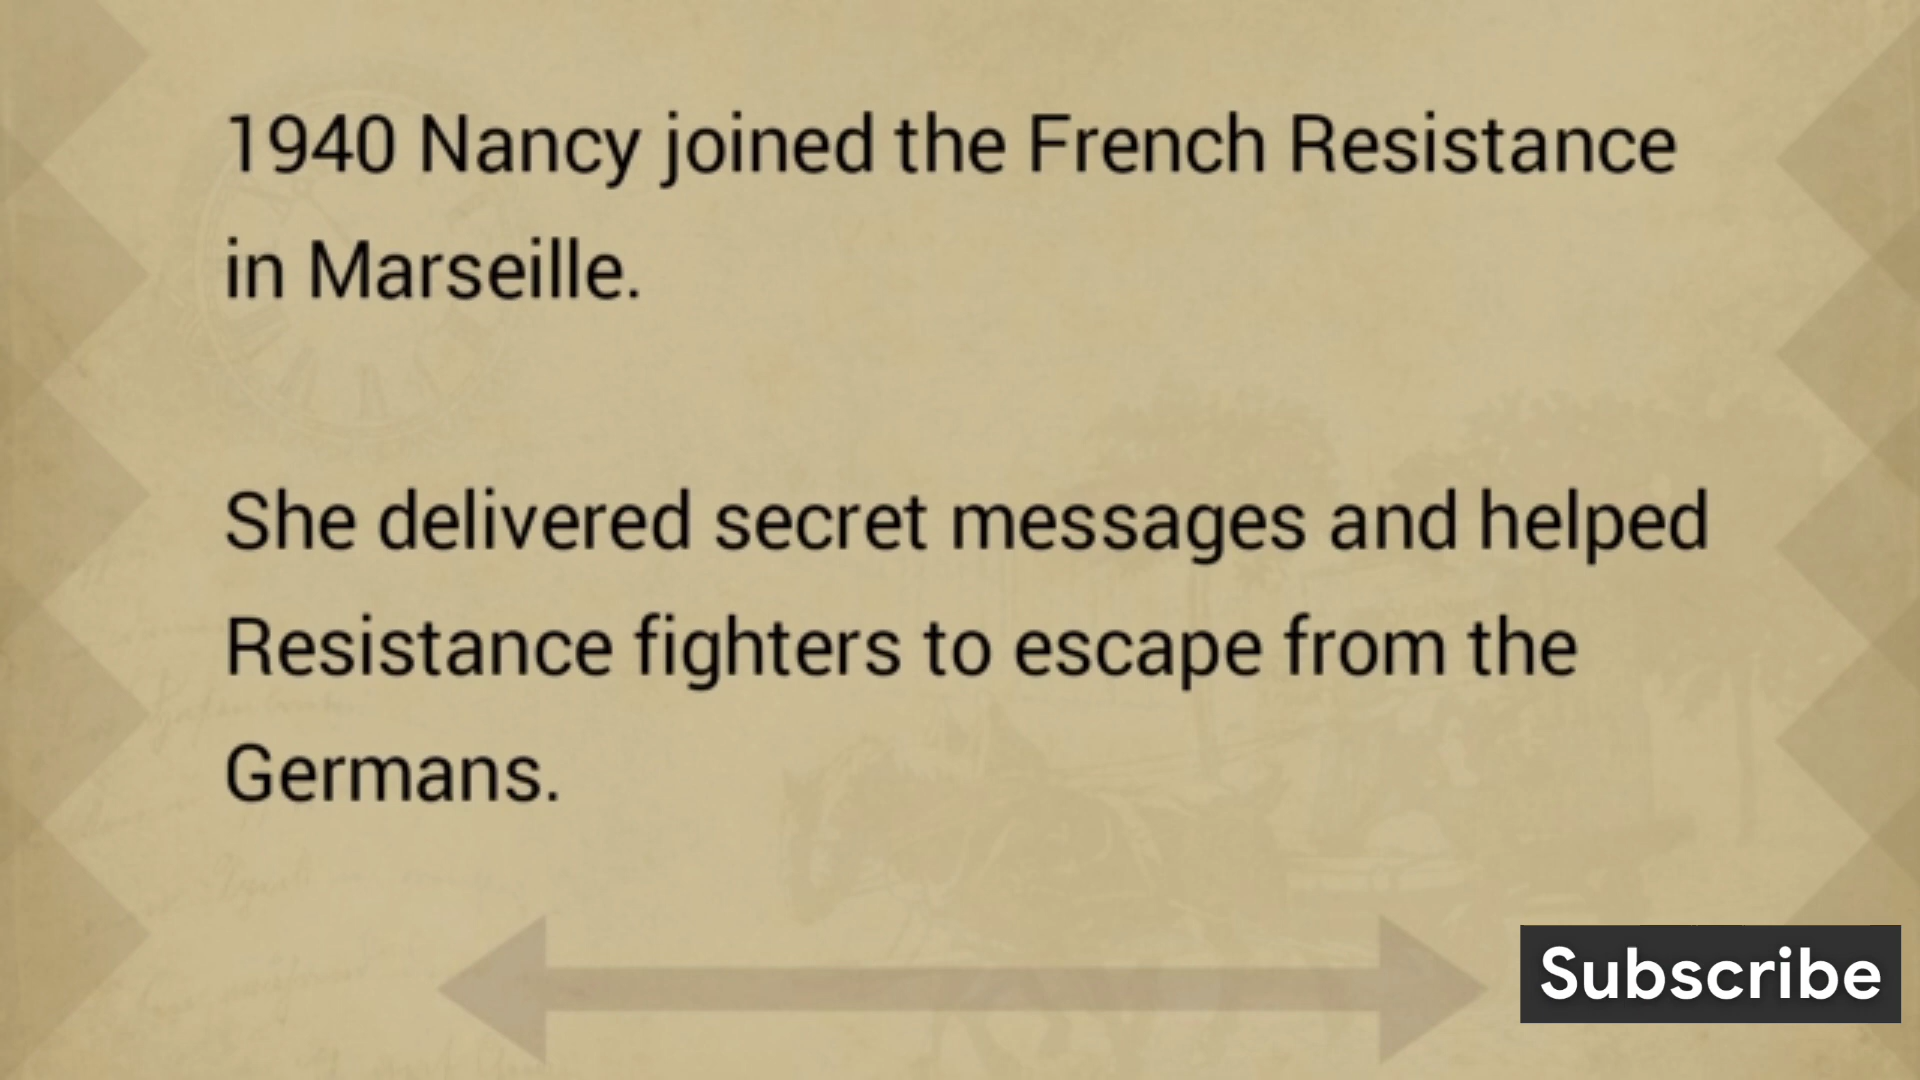 1940 Nancy joined the French Resistance
in Marseille.
She delivered secret messages and helped
Resistance fighters to escape from the
Germans.
Subscribe